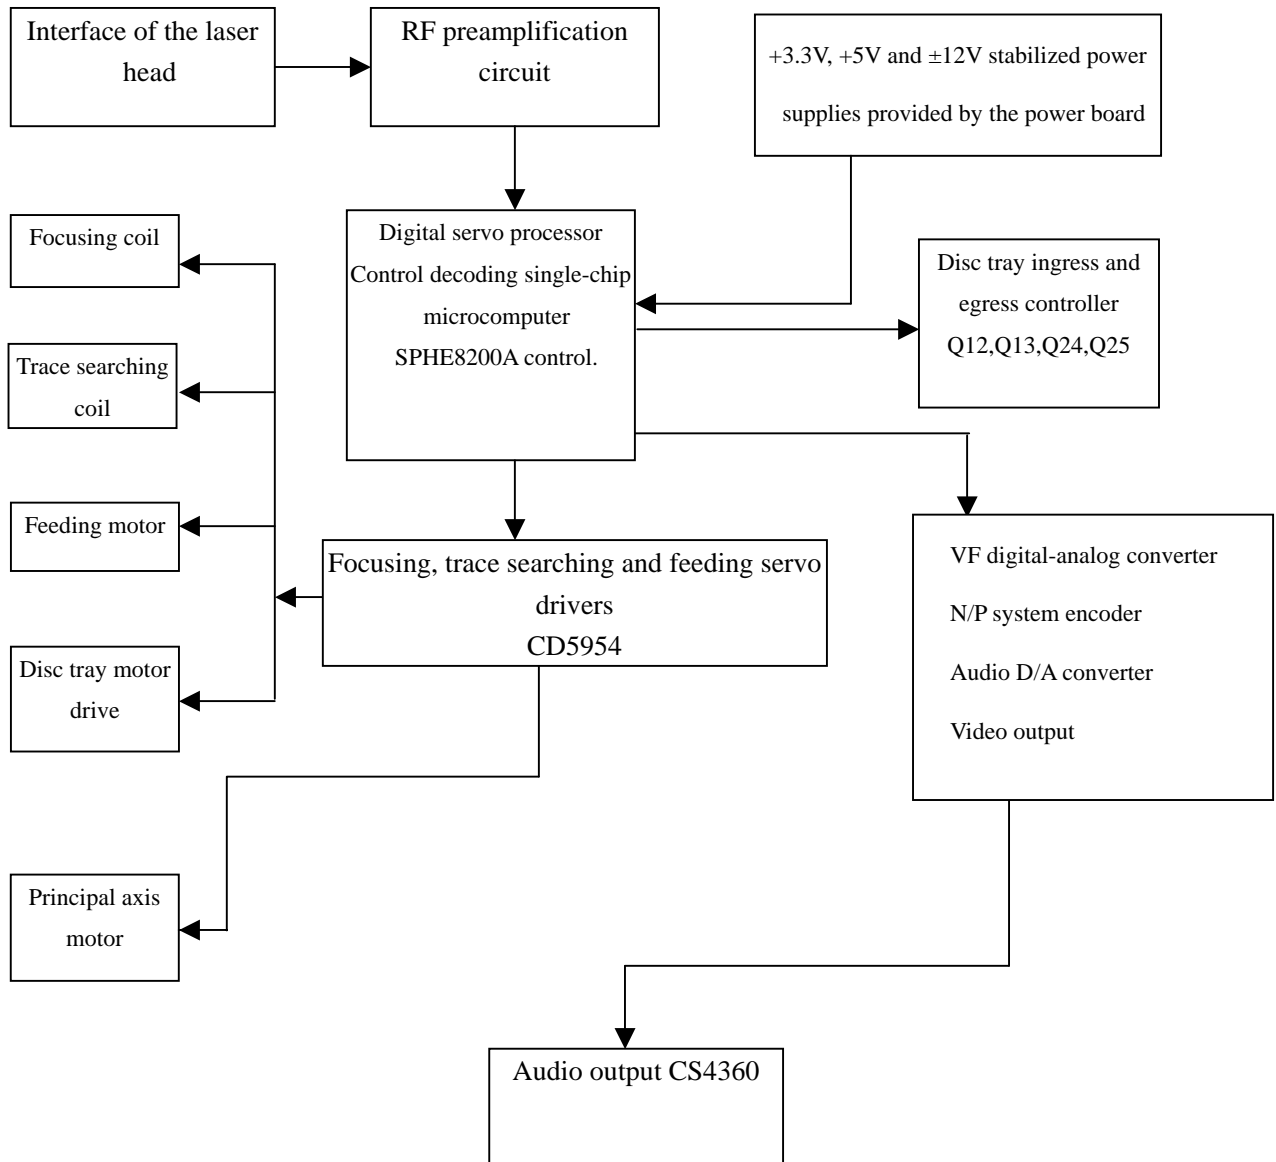 Interface of the laser
head
RF preamplification
circuit
+3.3V, +5V and ±12V stabilized power
supplies provided by the power board
Focusing coil
Digital servo processor
Control decoding single-chip
microcomputer
SPHE8200A control.
Disc tray ingress and
egress controller
Q12,Q13,Q24,Q25
Trace searching
coil
Feeding motor
Focusing, trace searching and feeding servo
drivers
CD5954
VF digital-analog converter
N/P system encoder
Audio D/A converter
Video output
Disc tray motor
drive
Principal axis
motor
Audio output CS4360